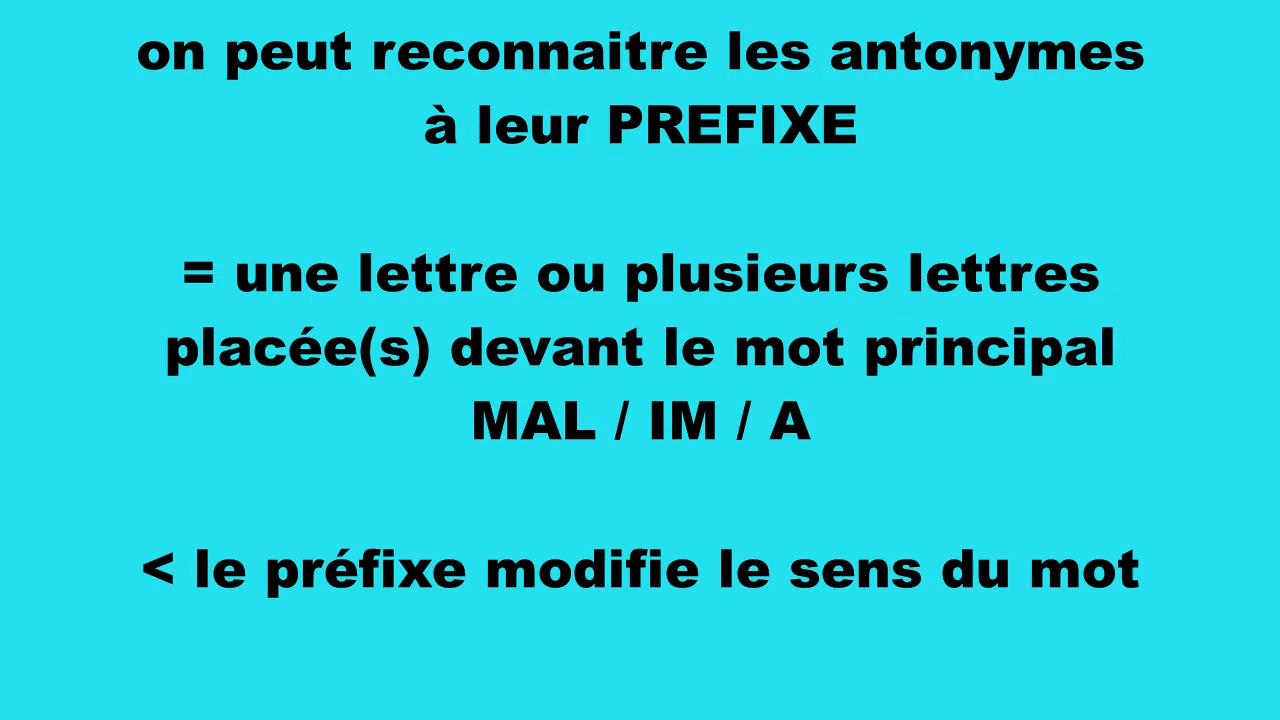 on peut reconnaitre les antonymes
à leur PREFIXE
= une lettre ou plusieurs lettres
placée(s) devant le mot principal
MAL / IM / A
< le préfixe modifie le sens du mot